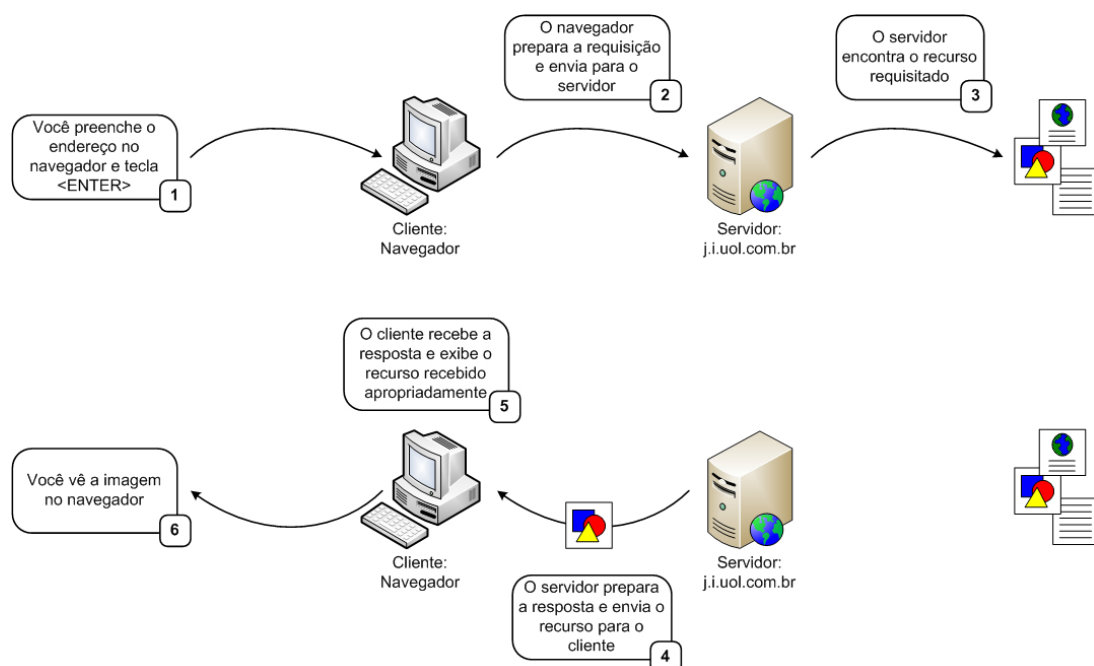 Você preenche o
endereço no
navegador e tecla
<ENTER>
1
Cliente:
Navegador
O navegador
prepara a requisição
e envia para o
servidor
2
Servidor:
j.i.uol.com.br
O servidor
encontra o recurso
requisitado
3
O servidor prepara
a resposta e envia o
recurso para o
cliente
4
Servidor:
j.i.uol.com.br
O cliente recebe a
resposta e exibe o
recurso recebido
apropriadamente
5
Cliente:
Navegador
Você vê a imagem
no navegador
6